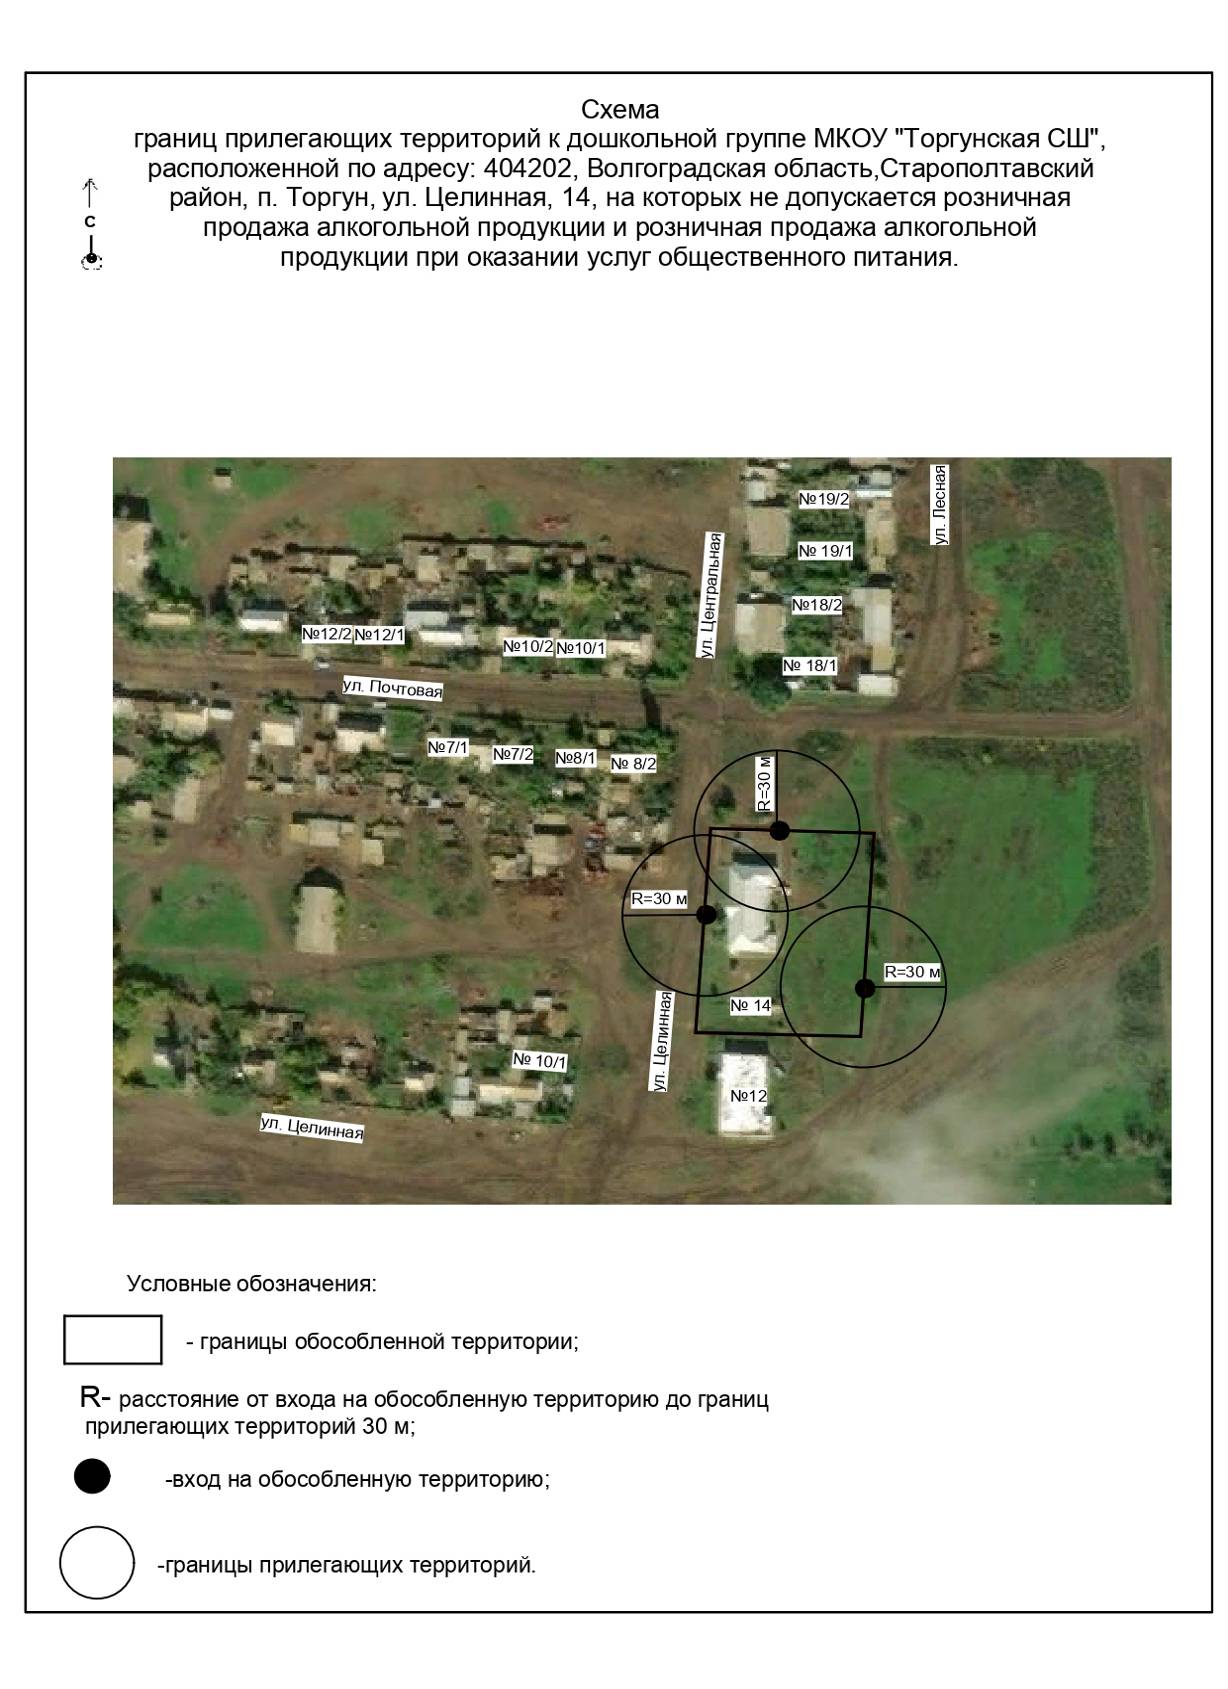 Схема
границ прилегающих территорий к дошкольной группе МКОУ "Торгунская СШ",
расположенной по адресу: 404202, Волгоградская область,Старополтавский
район, п. Торгун, ул. Целинная, 14, на которых не допускается розничная
продажа алкогольной продукции и розничная продажа алкогольной
продукции при оказании услуг общественного питания.
С
№19/2
ул. Лесная
№ 19/1
ул. Центральная
№18/2
№12/2
№12/1
№10/2
№10/1
№ 18/1
ул. Почтовая
№7/1
№7/2
№8/1
№ 8/2
R=30 м
R=30 м
R=30 м
№ 14
ул. Целинная
№ 10/1
№12
ул. Целинная
Условные обозначения:
- границы обособленной территории;
R- расстояние от входа на обособленную территорию до границ
прилегающих территорий 30 м;
-вход на обособленную территорию;
-границы прилегающих территорий.